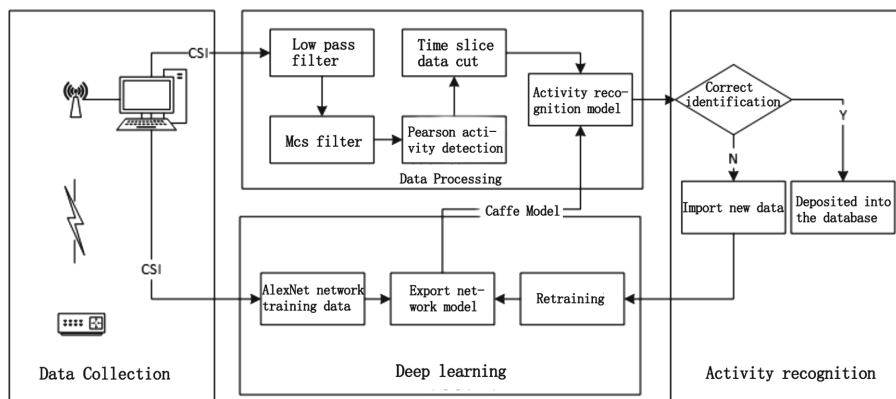 CSI
CSI
Data Collection
Low pass
filter
Time slice
data cut
Activity reco-
gnition model
Mcs filter
Pearson acti-
vity detection
Data Processing
Caffe Model
AlexNet network
training data
Export net-
work model
Retraining
Deep learning
Correct
identification
Y
N
Import new data
Deposited into
the database
Activity recognition